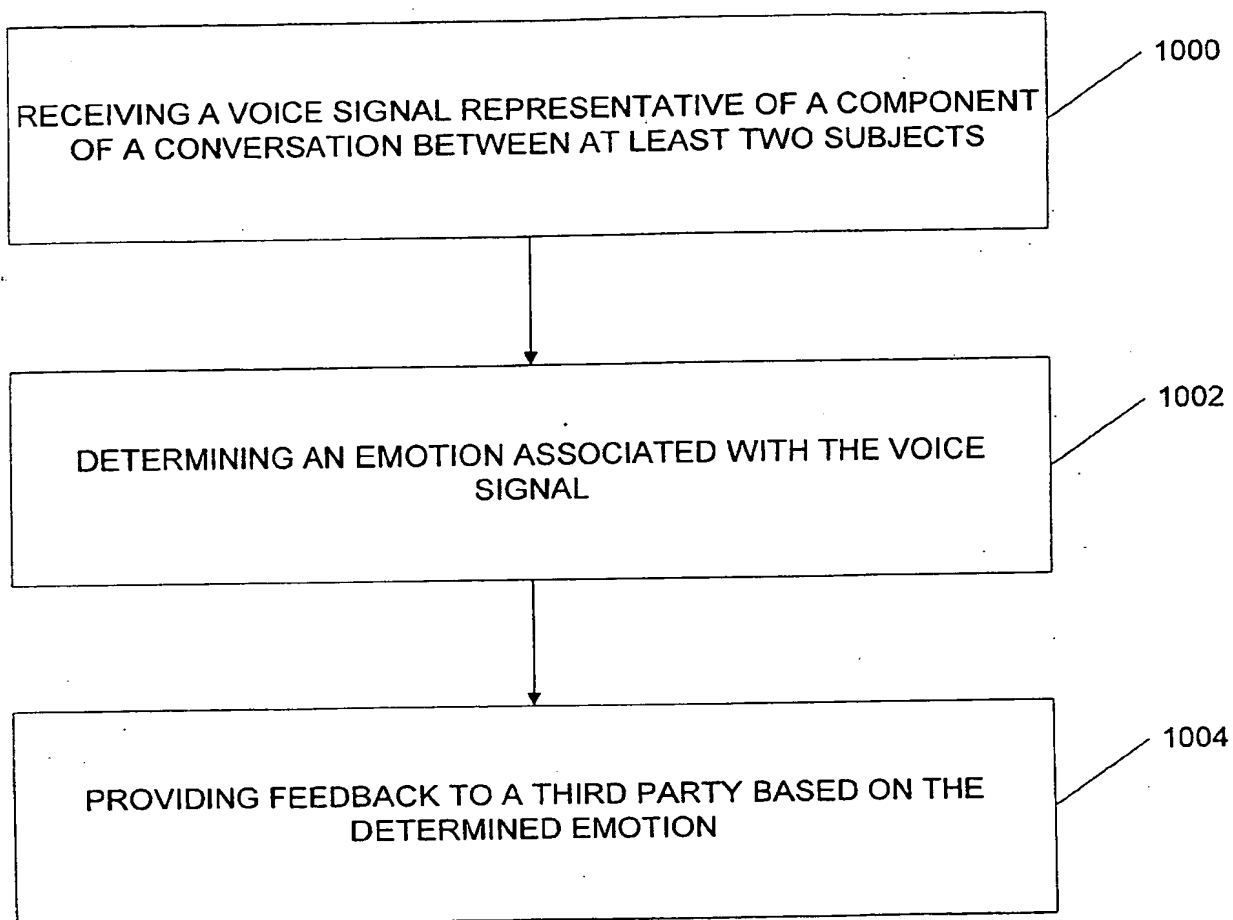 1000
RECEIVING A VOICE SIGNAL REPRESENTATIVE OF A COMPONENT
OF A CONVERSATION BETWEEN AT LEAST TWO SUBJECTS
1002
DETERMINING AN EMOTION ASSOCIATED WITH THE VOICE
SIGNAL
1004
PROVIDING FEEDBACK TO A THIRD PARTY BASED ON THE
DETERMINED EMOTION